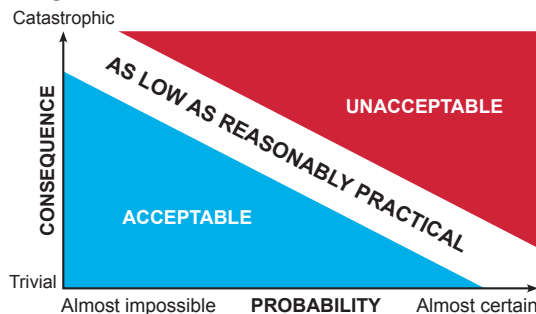 Catastrophic
AS LOW AS REASONABLY PRACTICAL
UNACCEPTABLE
CONSEQUENCE
ACCEPTABLE
Trivial
Almost impossible PROBABILITY Almost certain